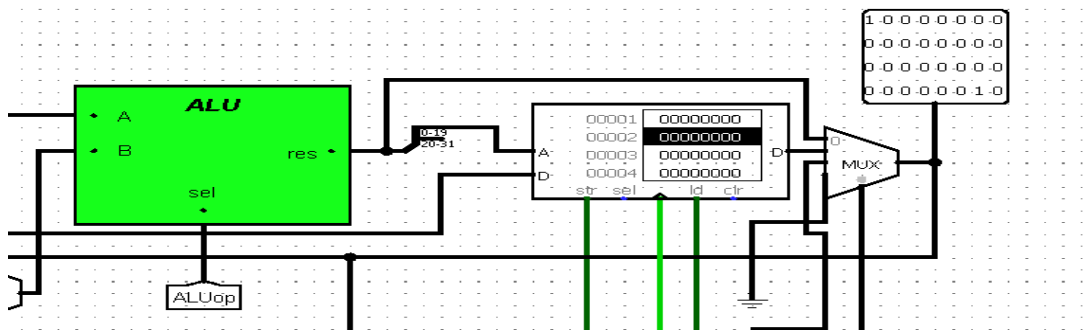 ALU
A
B
res
sel
ALUop
0-19
20-31
A
D
00001 00000000
00002 00000000
00003 00000000
00004 00000000
D
str sel ld clr
0
MUX
1 0 0 0 0 0 0 0
0 0 0 0 0 0 0 0
0 0 0 0 0 0 0 0
0 0 0 0 0 0 1 0